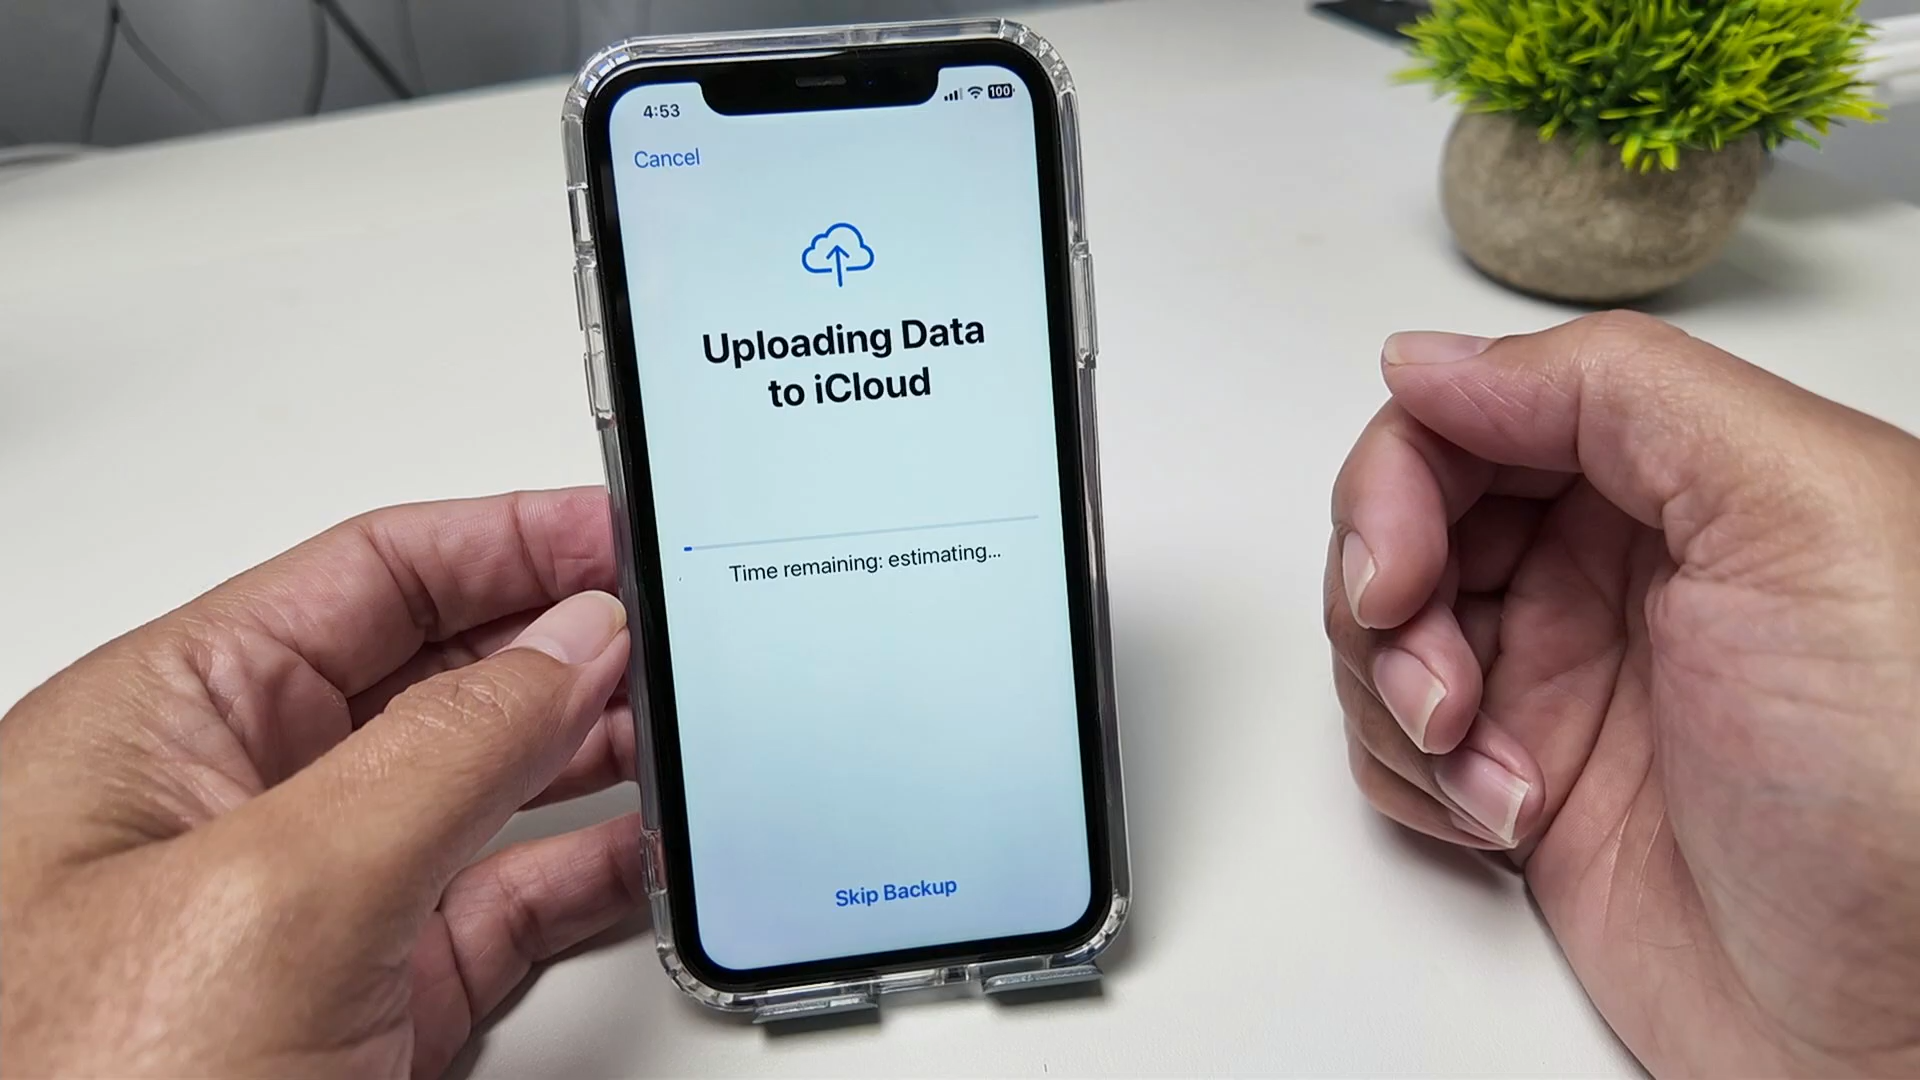 4:53
100
Cancel
Uploading Data
to iCloud
Time remaining: estimating...
Skip Backup